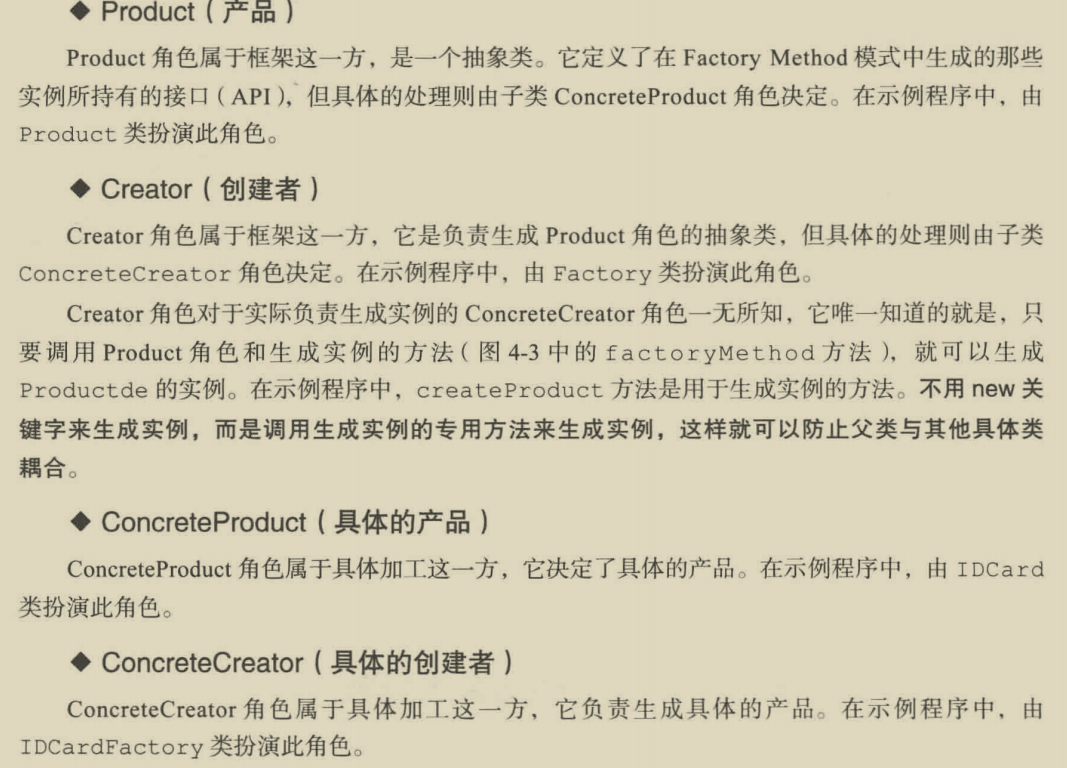 ◆ Product（产品）
Product 角色属于框架这一方，是一个抽象类。它定义了在 Factory Method 模式中生成的那些
实例所持有的接口（API），但具体的处理则由子类 ConcreteProduct 角色决定。在示例程序中，由
Product 类扮演此角色。
◆ Creator（创建者）
Creator 角色属于框架这一方，它是负责生成 Product 角色的抽象类，但具体的处理则由子类
ConcreteCreator 角色决定。在示例程序中，由 Factory 类扮演此角色。
Creator 角色对于实际负责生成实例的 ConcreteCreator 角色一无所知，它唯一知道的就是，只
要调用 Product 角色和生成实例的方法（图 4-3 中的 factoryMethod 方法），就可以生成
Productde 的实例。在示例程序中，createProduct 方法是用于生成实例的方法。不用 new 关
键字来生成实例，而是调用生成实例的专用方法来生成实例，这样就可以防止父类与其他具体类
耦合。
◆ ConcreteProduct（具体的产品）
ConcreteProduct 角色属于具体加工这一方，它决定了具体的产品。在示例程序中，由 IDCard
类扮演此角色。
◆ ConcreteCreator（具体的创建者）
ConcreteCreator 角色属于具体加工这一方，它负责生成具体的产品。在示例程序中，由
IDCardFactory 类扮演此角色。